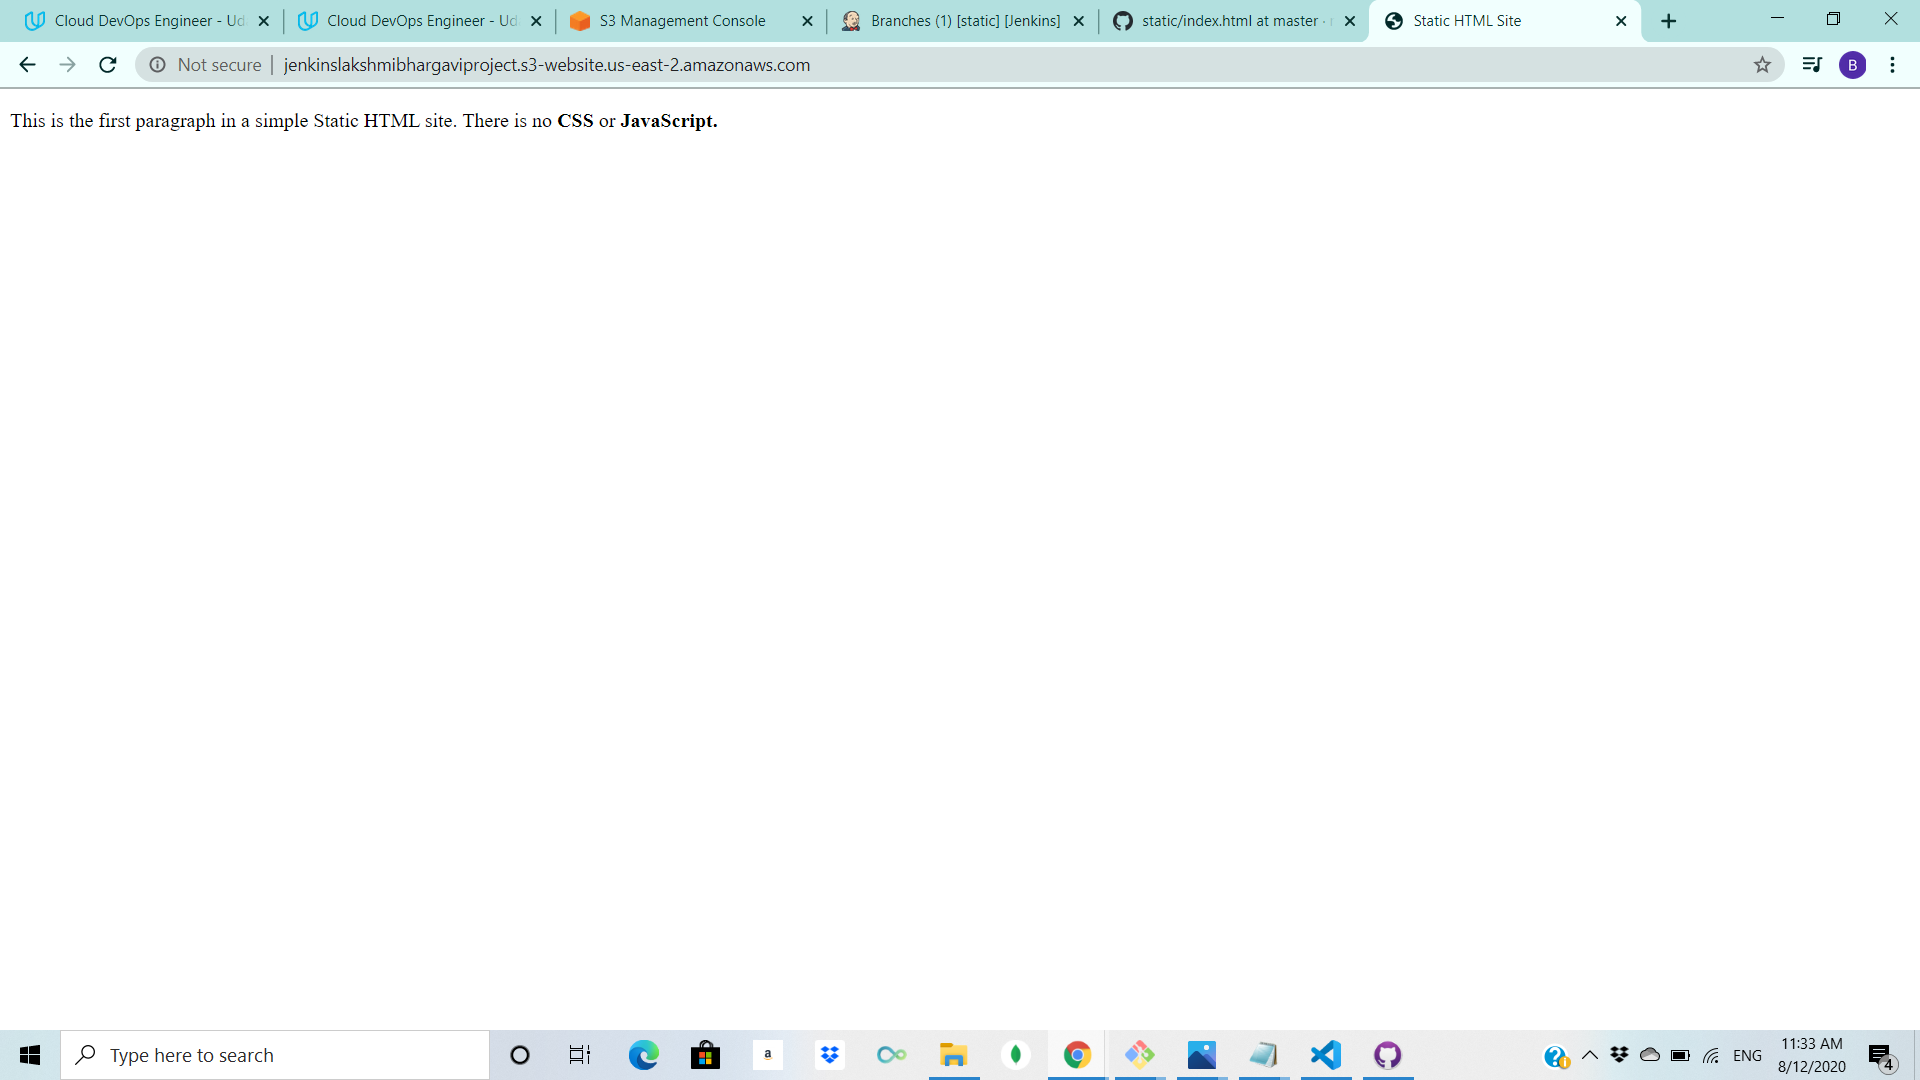 Cloud DevOps Engineer - Ud
Cloud DevOps Engineer - Ud
S3 Management Console
Branches (1) [static] [Jenkins]
static/index.html at master ·
Static HTML Site
Not secure
jenkinslakshmibhargaviproject.s3-website.us-east-2.amazonaws.com
B
This is the first paragraph in a simple Static HTML site. There is no CSS or JavaScript.
Type here to search
a
ENG
11:33 AM
8/12/2020
4